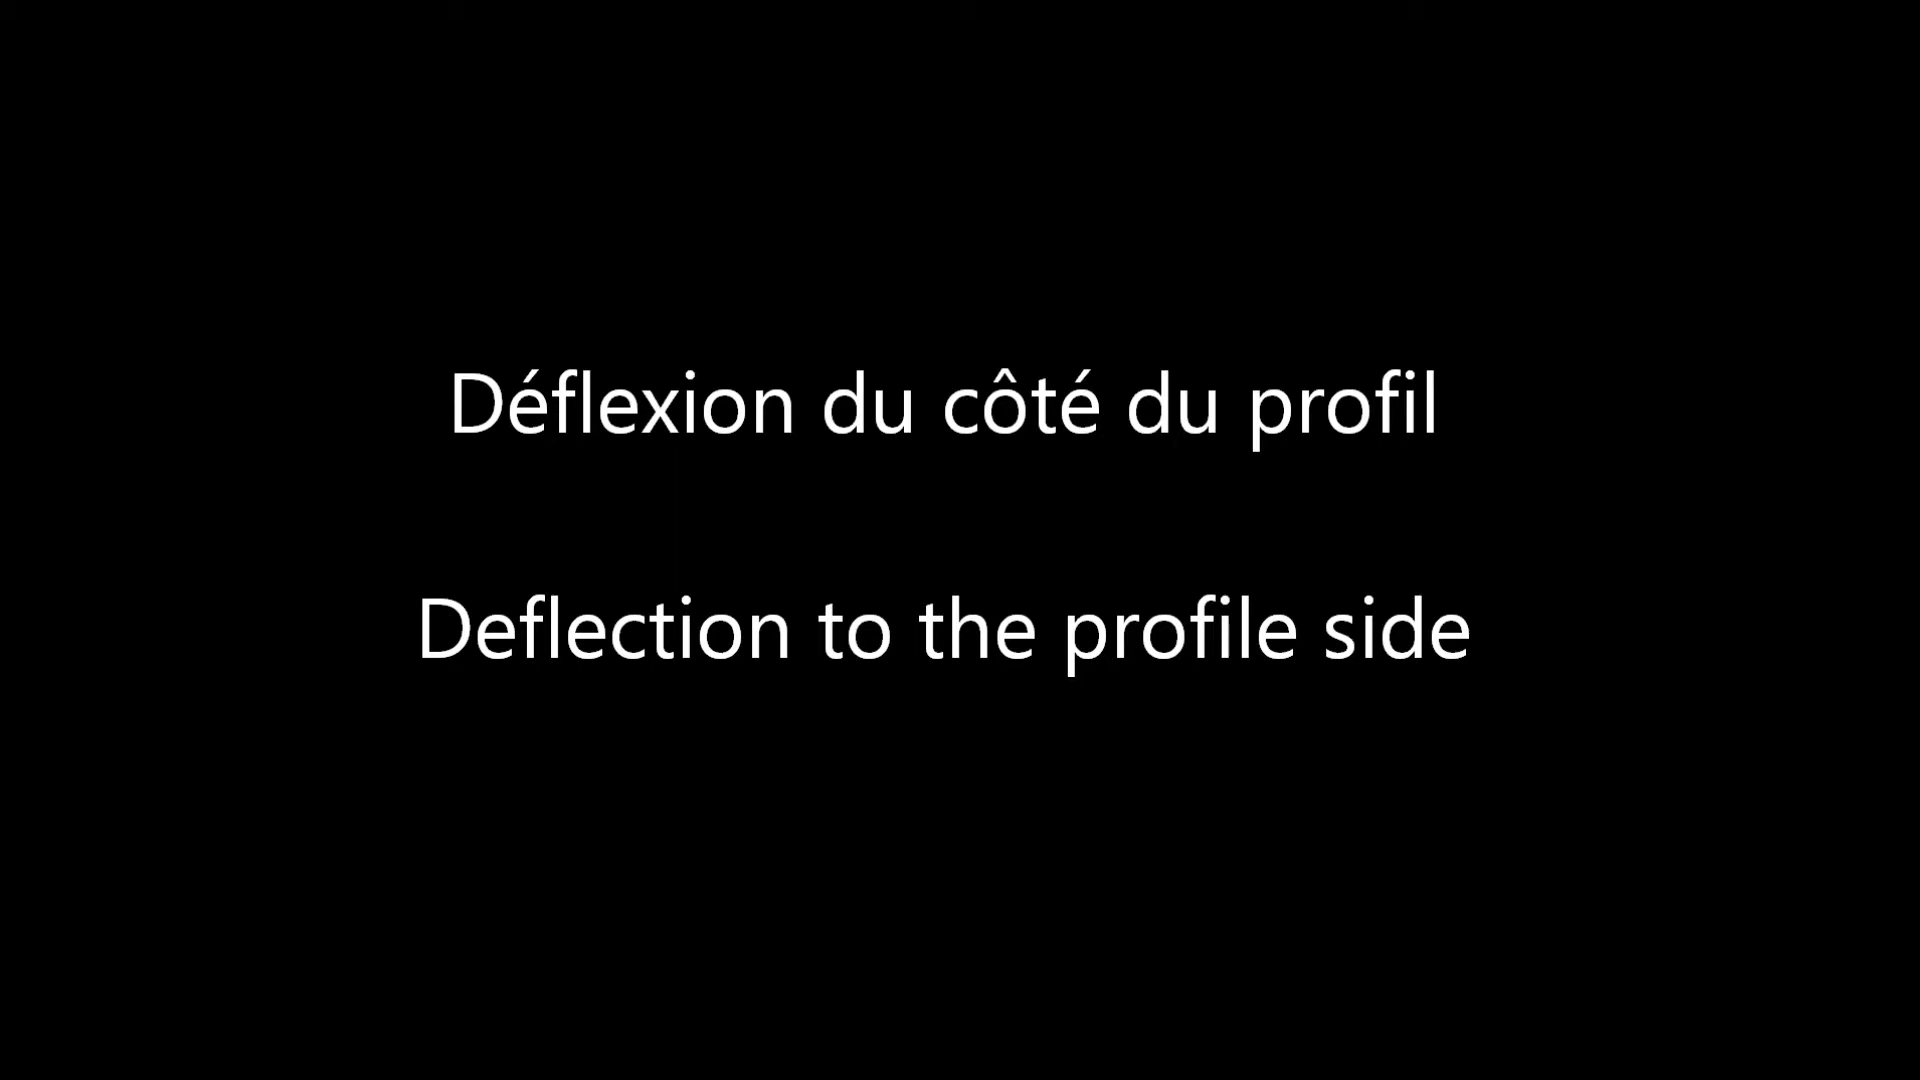 Déflexion du côté du profil
Deflection to the profile side